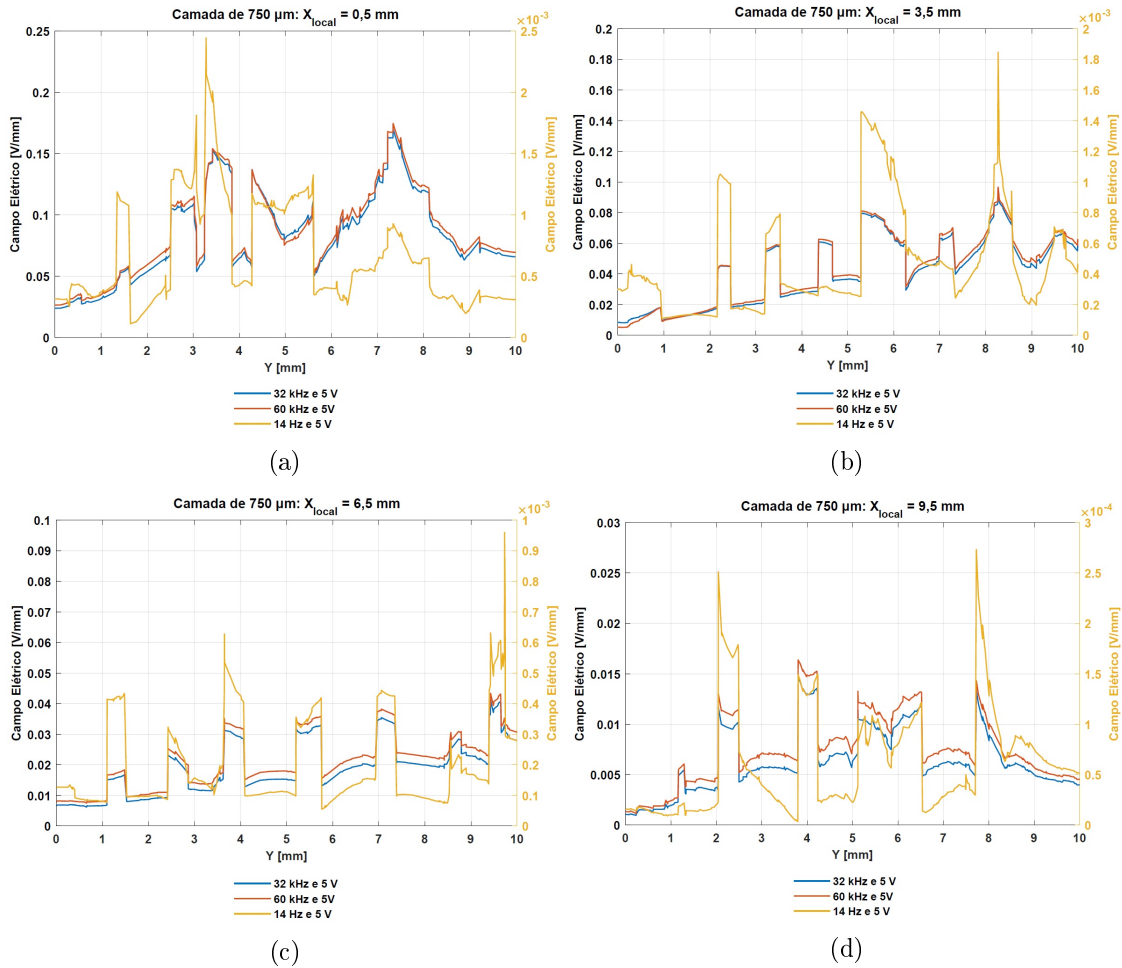 Camada de 750 µm: Xlocal = 0,5 mm
×10-3
0.25
0.2
0.15
0.1
0.05
0
2.5
2
1.5
1
0.5
0
Campo Elétrico [V/mm]
Campo Elétrico [V/mm]
0 1 2 3 4 5 6 7 8 9 10
Y [mm]
32 kHz e 5 V
60 kHz e 5V
14 Hz e 5 V
(a)
Camada de 750 µm: Xlocal = 3,5 mm
×10-3
0.2
0.18
0.16
0.14
0.12
0.1
0.08
0.06
0.04
0.02
0
2
1.8
1.6
1.4
1.2
1
0.8
0.6
0.4
0.2
0
Campo Elétrico [V/mm]
Campo Elétrico [V/mm]
0 1 2 3 4 5 6 7 8 9 10
Y [mm]
32 kHz e 5 V
60 kHz e 5V
14 Hz e 5 V
(b)
Camada de 750 µm: Xlocal = 6,5 mm
×10-3
0.1
0.09
0.08
0.07
0.06
0.05
0.04
0.03
0.02
0.01
0
1
0.9
0.8
0.7
0.6
0.5
0.4
0.3
0.2
0.1
0
Campo Elétrico [V/mm]
Campo Elétrico [V/mm]
0 1 2 3 4 5 6 7 8 9 10
Y [mm]
32 kHz e 5 V
60 kHz e 5V
14 Hz e 5 V
(c)
Camada de 750 µm: Xlocal = 9,5 mm
×10-4
0.03
0.025
0.02
0.015
0.01
0.005
0
3
2.5
2
1.5
1
0.5
0
Campo Elétrico [V/mm]
Campo Elétrico [V/mm]
0 1 2 3 4 5 6 7 8 9 10
Y [mm]
32 kHz e 5 V
60 kHz e 5V
14 Hz e 5 V
(d)